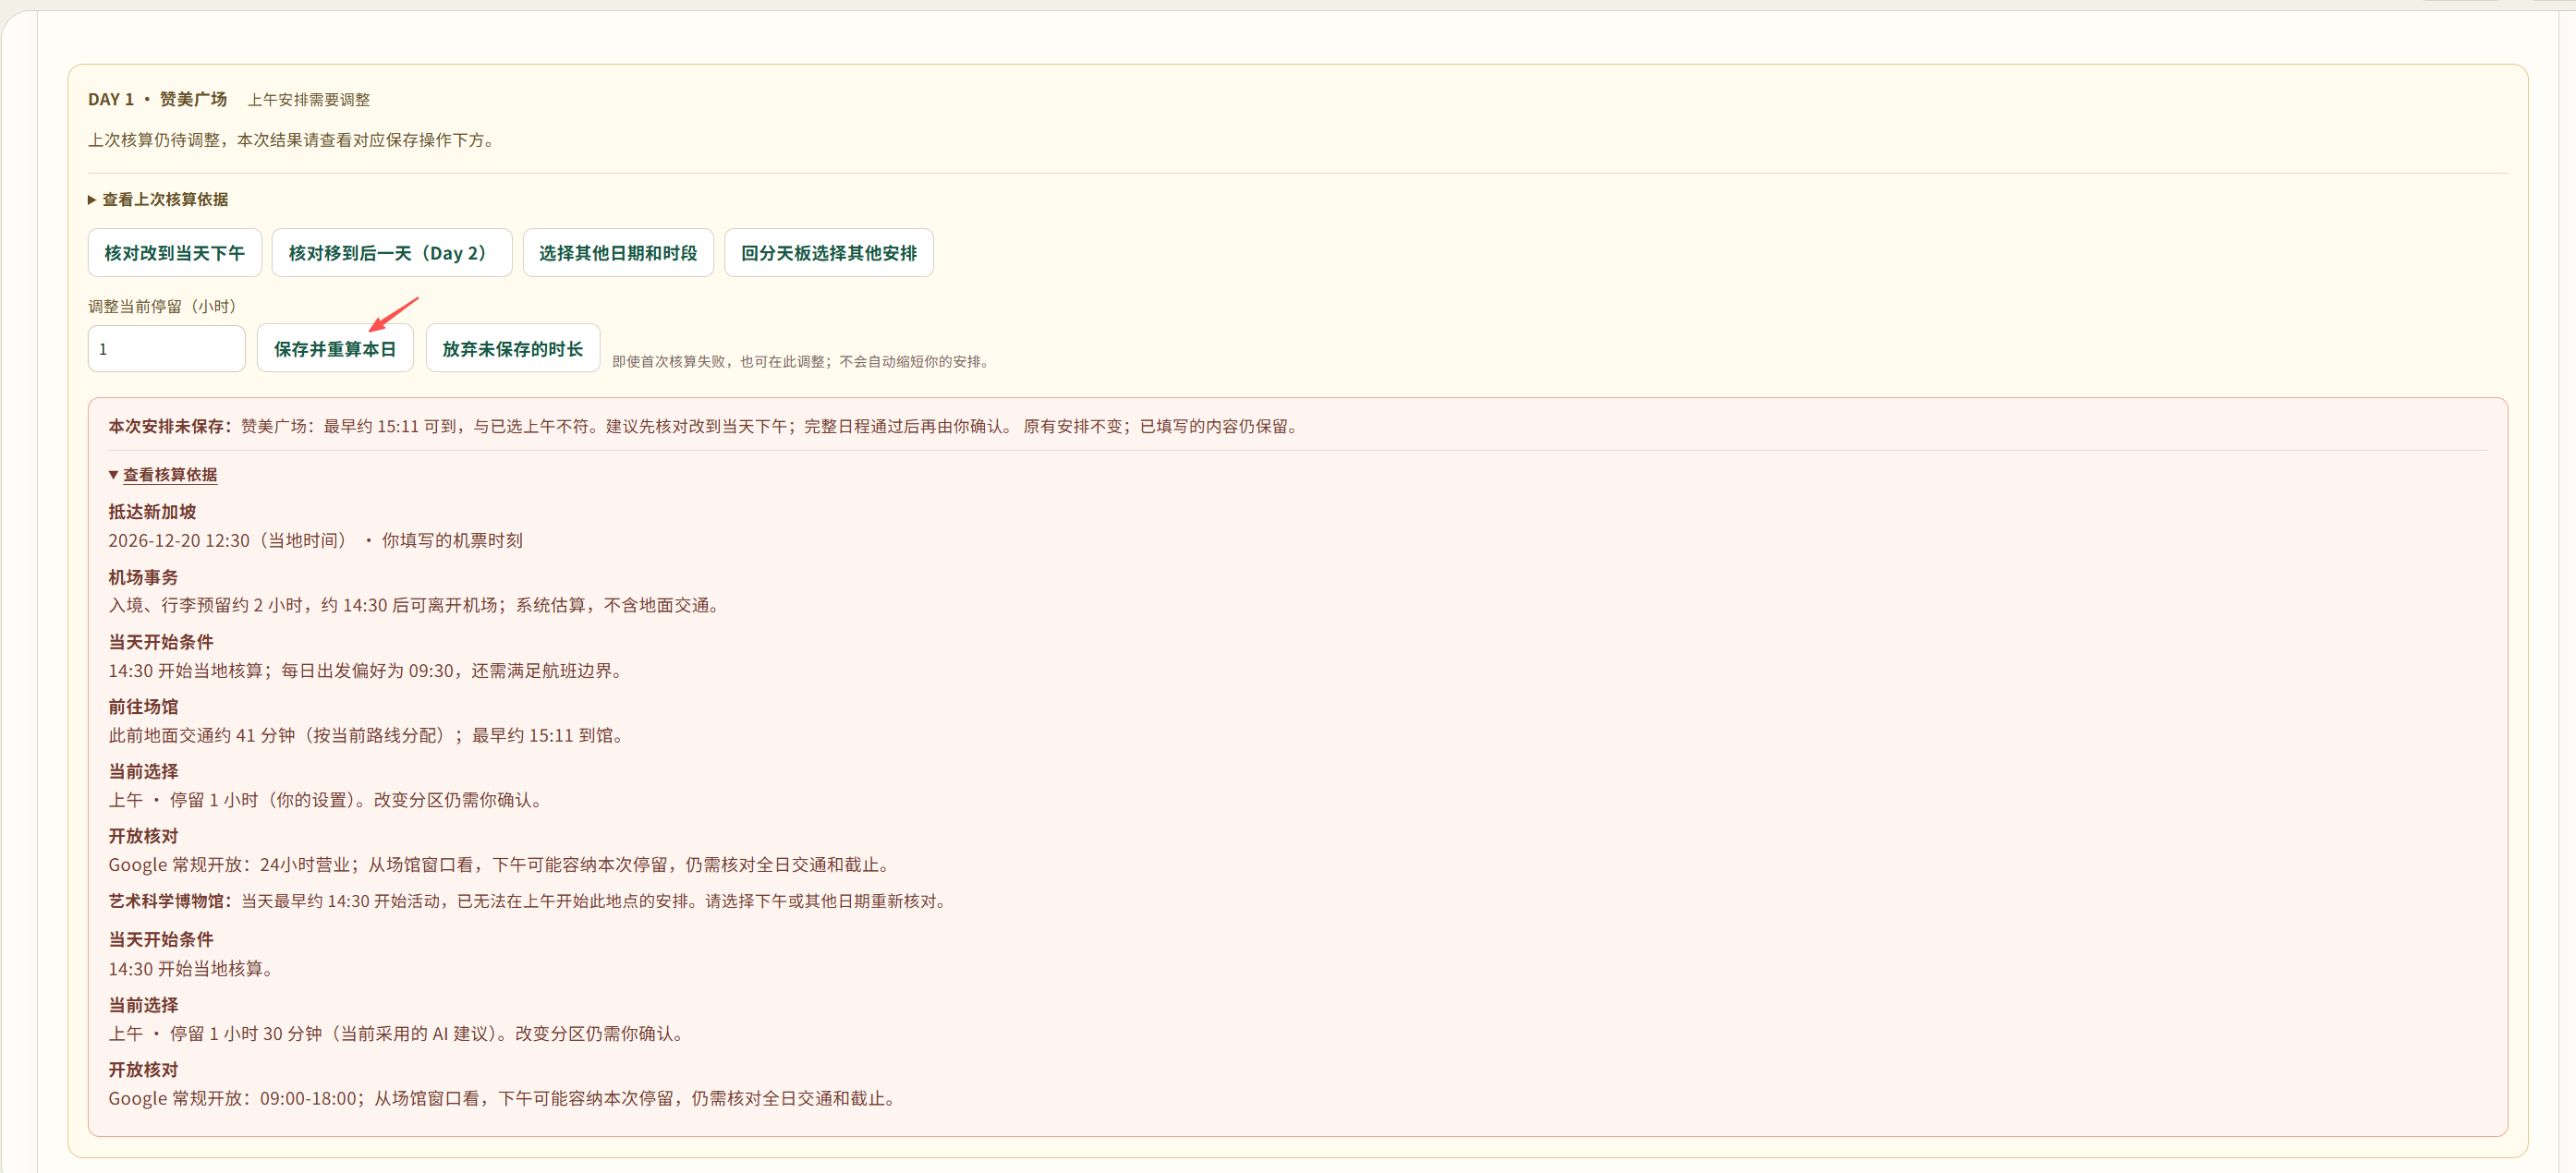 DAY 1 · 赞美广场 上午安排需要调整
上次核算仍待调整，本次结果请查看对应保存操作下方。
▶ 查看上次核算依据
核对改到当天下午 核对移到后一天（Day 2） 选择其他日期和时段 回分天板选择其他安排
调整当前停留（小时）
1 保存并重算本日 放弃未保存的时长 即使首次核算失败，也可在此调整；不会自动缩短你的安排。
本次安排未保存：赞美广场：最早约 15:11 可到，与已选上午不符。建议先核对改到当天下午；完整日程通过后再由你确认。 原有安排不变；已填写的内容仍保留。
▼ 查看核算依据
抵达新加坡
2026-12-20 12:30（当地时间） · 你填写的机票时刻
机场事务
入境、行李预留约 2 小时，约 14:30 后可离开机场；系统估算，不含地面交通。
当天开始条件
14:30 开始当地核算；每日出发偏好为 09:30，还需满足航班边界。
前往场馆
此前地面交通约 41 分钟（按当前路线分配）；最早约 15:11 到馆。
当前选择
上午 · 停留 1 小时（你的设置）。改变分区仍需你确认。
开放核对
Google 常规开放：24小时营业；从场馆窗口看，下午可能容纳本次停留，仍需核对全日交通和截止。
艺术科学博物馆：当天最早约 14:30 开始活动，已无法在上午开始此地点的安排。请选择下午或其他日期重新核对。
当天开始条件
14:30 开始当地核算。
当前选择
上午 · 停留 1 小时 30 分钟（当前采用的 AI 建议）。改变分区仍需你确认。
开放核对
Google 常规开放：09:00-18:00；从场馆窗口看，下午可能容纳本次停留，仍需核对全日交通和截止。